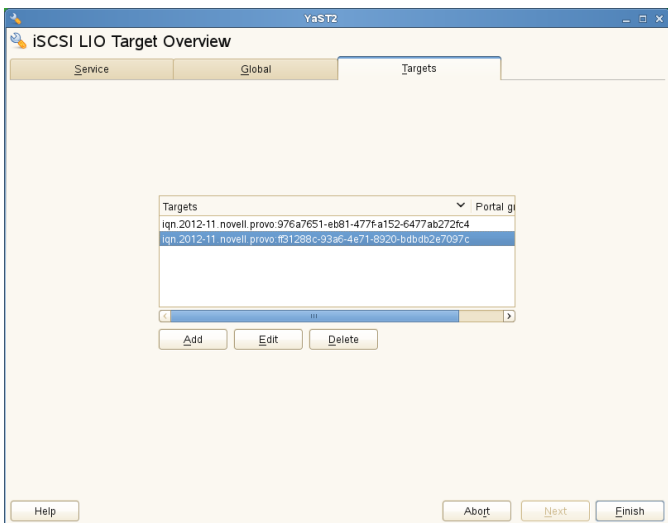 YaST2
iSCSI LIO Target Overview
Service Global Targets
Targets Portal g
iqn.2012-11.novell.provo:976a7651-eb81-477f-a152-6477ab272fc4
iqn.2012-11.novell.provo:ff31288c-93a6-4e71-8920-bdbdb2e7097c
Add Edit Delete
Help Abort Next Finish